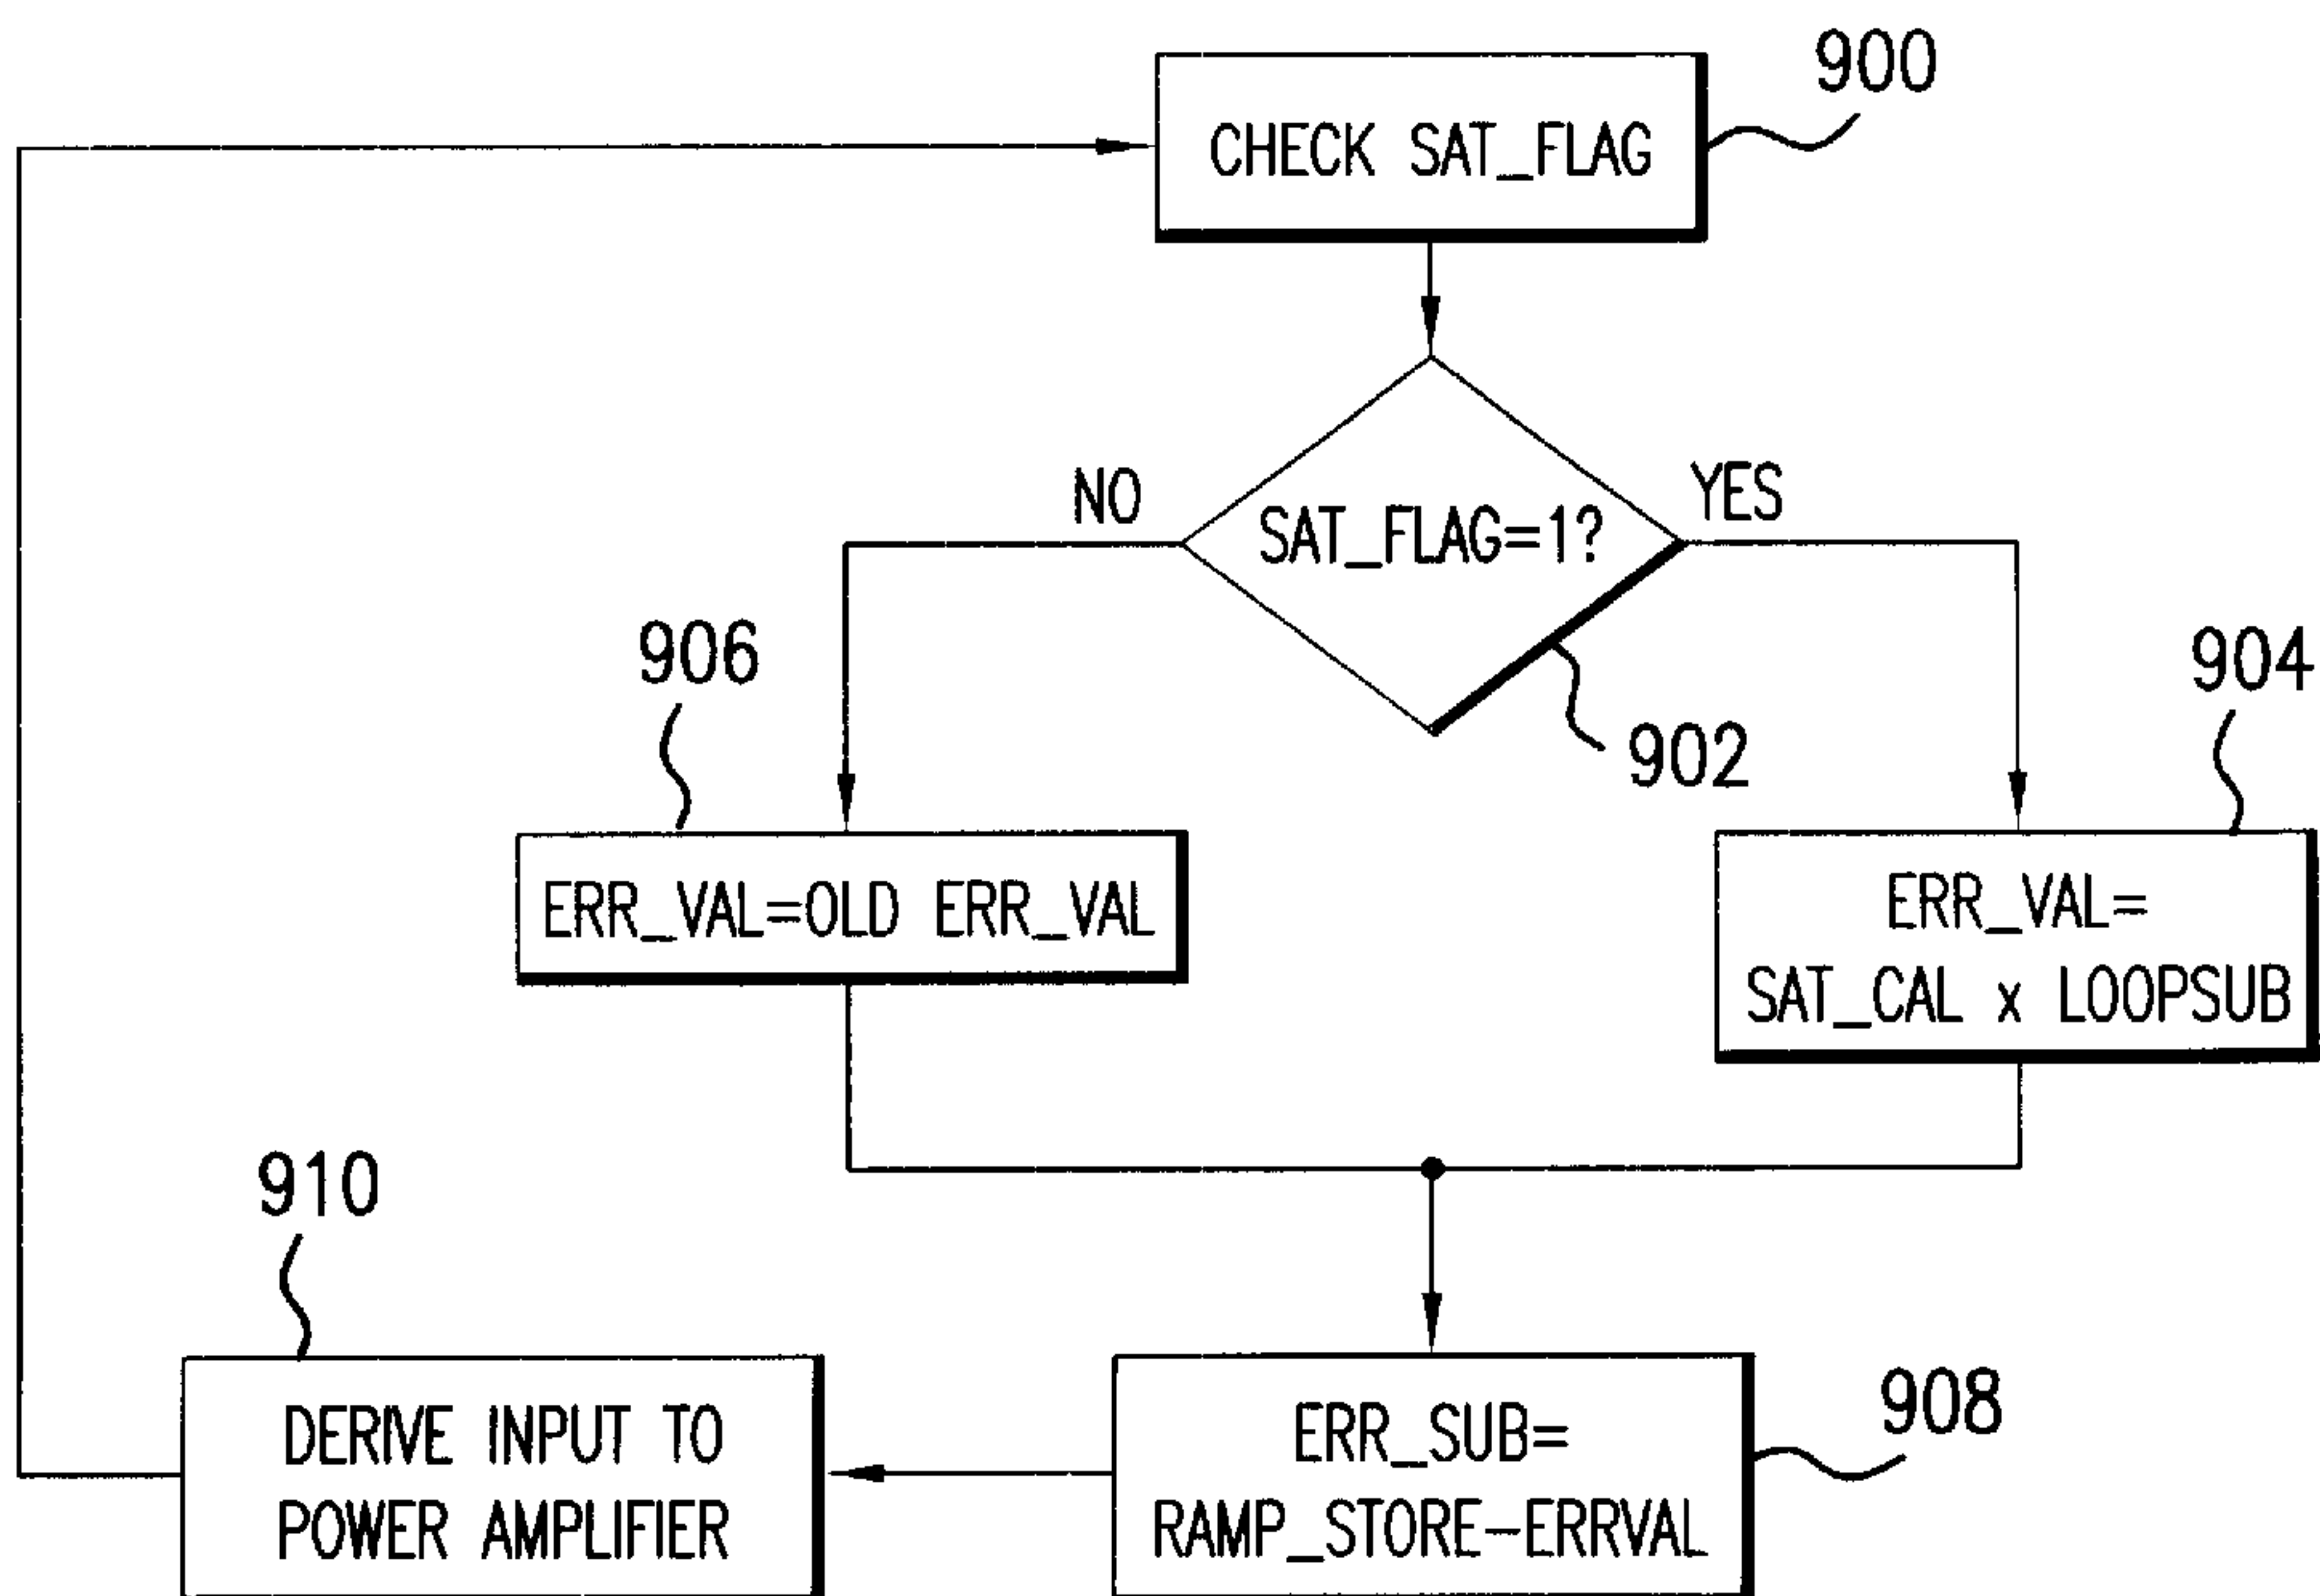 900
CHECK SAT_FLAG
NO
YES
SAT_FLAG=1?
906
904
902
ERR_VAL=OLD ERR_VAL
ERR_VAL=
SAT_CAL x LOOPSUB
910
908
DERIVE INPUT TO
POWER AMPLIFIER
ERR_SUB=
RAMP_STORE-ERRVAL